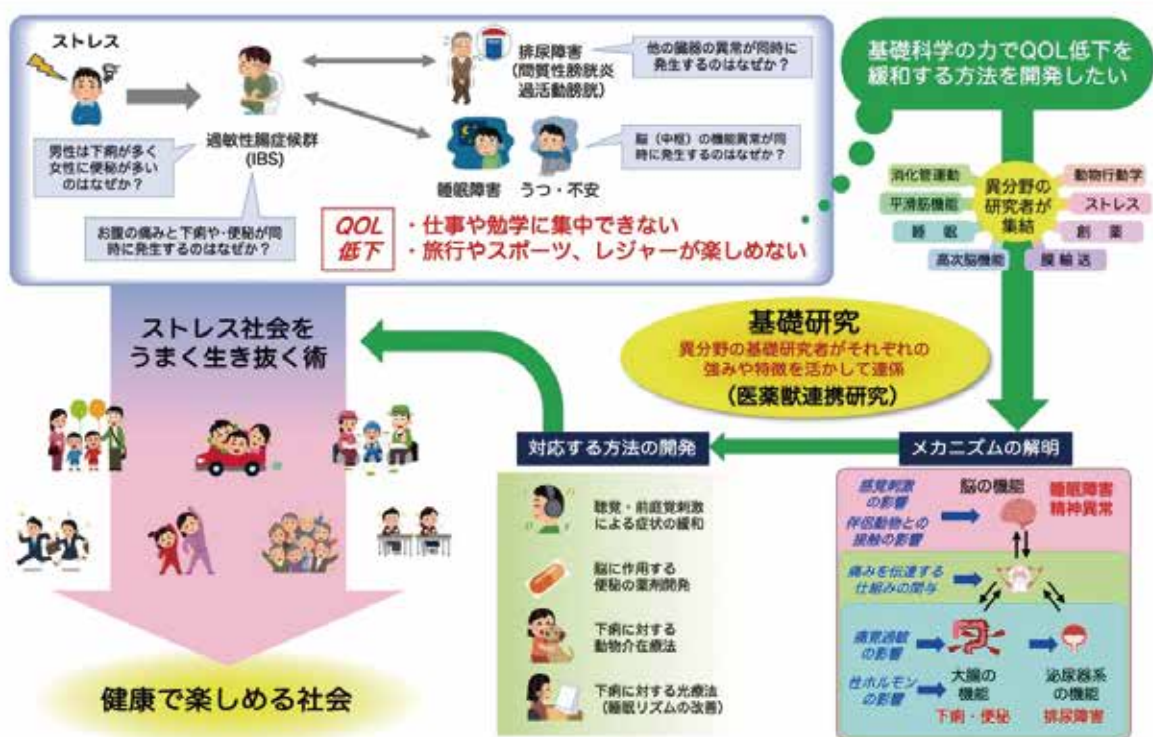 ストレス
過敏性腸症候群
(IBS)
排尿障害
(間質性膀胱炎
過活動膀胱)
他の臓器の異常が同時に
発生するのはなぜか?
睡眠障害
うつ・不安
脳(中枢)の機能異常が同
時に発生するのはなぜか?
男性は下痢が多く
女性に便秘が多い
のはなぜか?
お腹の痛みと下痢や・便秘が同
時に発生するのはなぜか?
QOL
低下
・仕事や勉学に集中できない
・旅行やスポーツ、レジャーが楽しめない
基礎科学の力でQOL低下を
緩和する方法を開発したい
異分野の
研究者が
集結
消化管運動
平滑筋機能
睡眠
高次脳機能
動物行動学
ストレス
創薬
膜輸送
基礎研究
異分野の基礎研究者がそれぞれの
強みや特徴を活かして連係
(医薬獣連携研究)
メカニズムの解明
感覚刺激
の影響
伴侶動物との
接触の影響
脳の機能
睡眠障害
精神異常
痛みを伝達する
仕組みの関与
痛覚過敏
の影響
性ホルモン
の影響
大腸の
機能
下痢・便秘
泌尿器系
の機能
排尿障害
対応する方法の開発
聴覚・前庭覚刺激
による症状の緩和
脳に作用する
便秘の薬剤開発
下痢に対する
動物介在療法
下痢に対する光療法
(睡眠リズムの改善)
ストレス社会を
うまく生き抜く術
健康で楽しめる社会